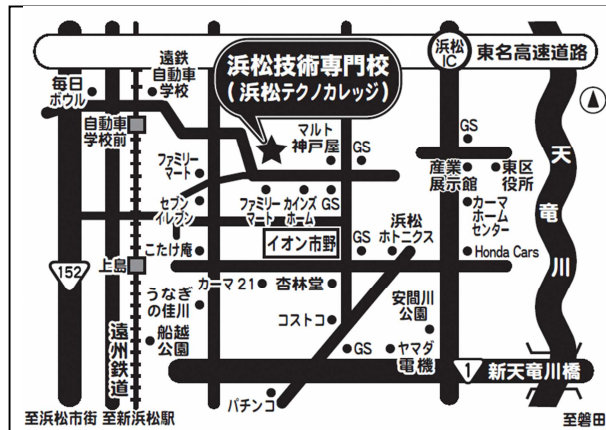 浜松
IC
東名高速道路
遠鉄
自動車
学校
毎日
ボウル
浜松技術専門校
(浜松テクノカレッジ)
自動車
学校前
マルト
神戸屋
GS
GS
産業
展示館
東区
役所
天竜川
ファミリー
マート
セブン
イレブン
ファミリー
マート
カインズ
ホーム
GS
カーマ
ホーム
センター
浜松
ホトニクス
イオン市野
GS
こたけ庵
Honda Cars
上島
152
カーマ21
杏林堂
うなぎ
の佳川
安間川
公園
コストコ
船越
公園
遠州鉄道
GS
ヤマダ
電機
1
新天竜川橋
パチンコ
至浜松市街
至新浜松駅
至磐田